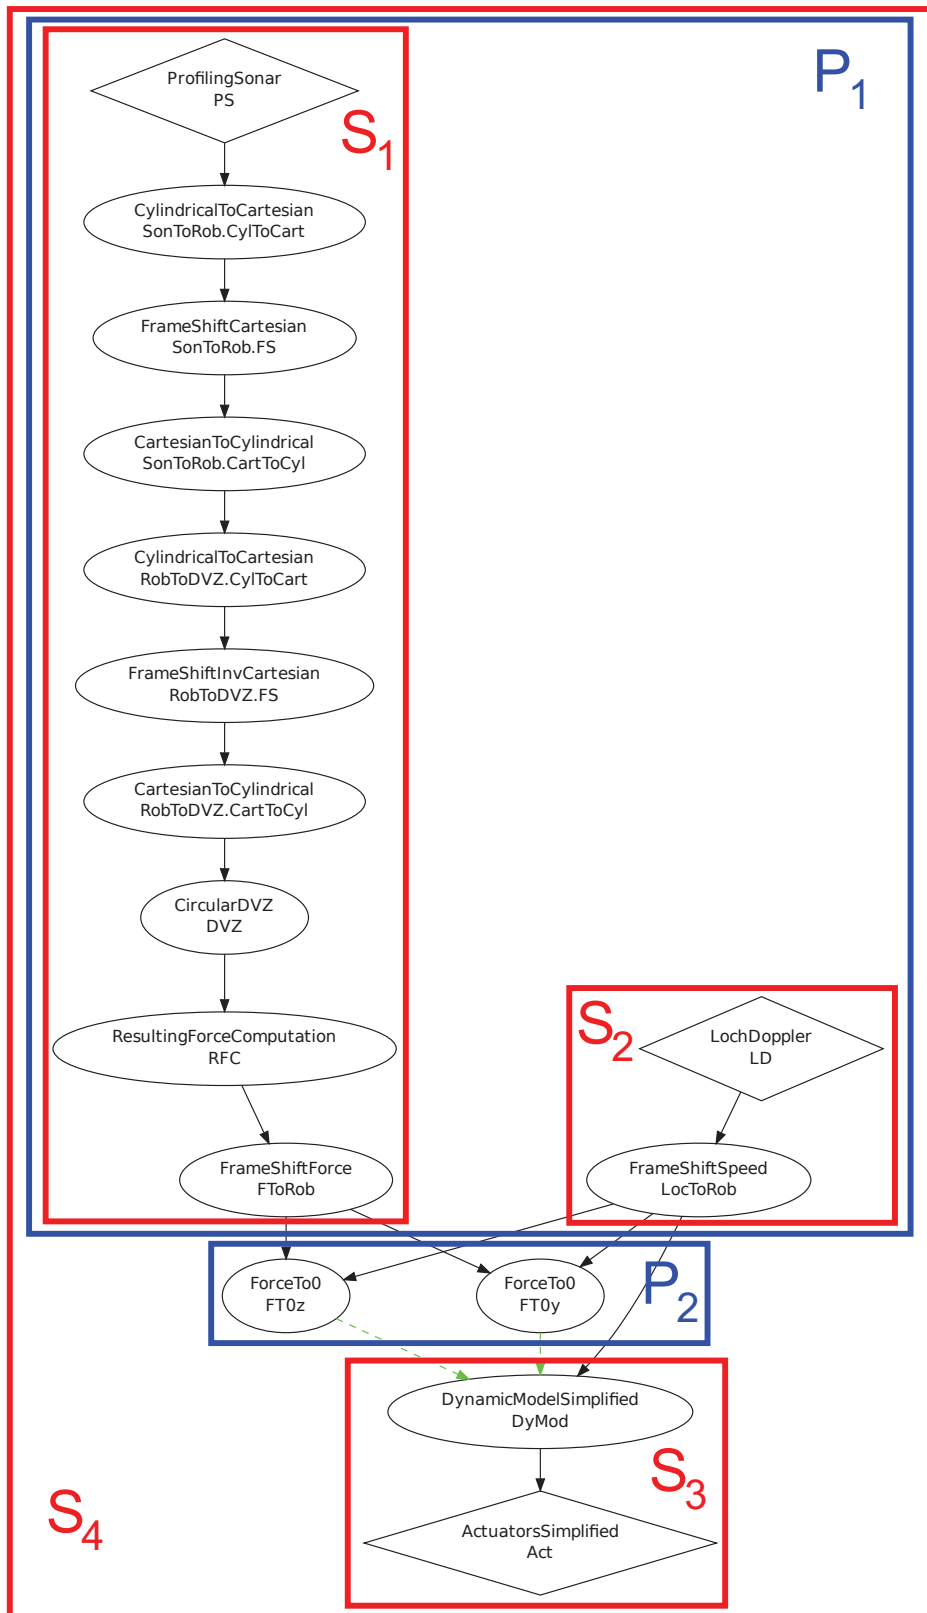 P1
ProfilingSonar
PS
S1
CylindricalToCartesian
SonToRob.CylToCart
FrameShiftCartesian
SonToRob.FS
CartesianToCylindrical
SonToRob.CartToCyl
CylindricalToCartesian
RobToDVZ.CylToCart
FrameShiftInvCartesian
RobToDVZ.FS
CartesianToCylindrical
RobToDVZ.CartToCyl
CircularDVZ
DVZ
ResultingForceComputation
RFC
S2
LochDoppler
LD
FrameShiftForce
FToRob
FrameShiftSpeed
LocToRob
ForceTo0
FT0z
ForceTo0
FT0y
P2
DynamicModelSimplified
DyMod
S3
ActuatorsSimplified
Act
S4